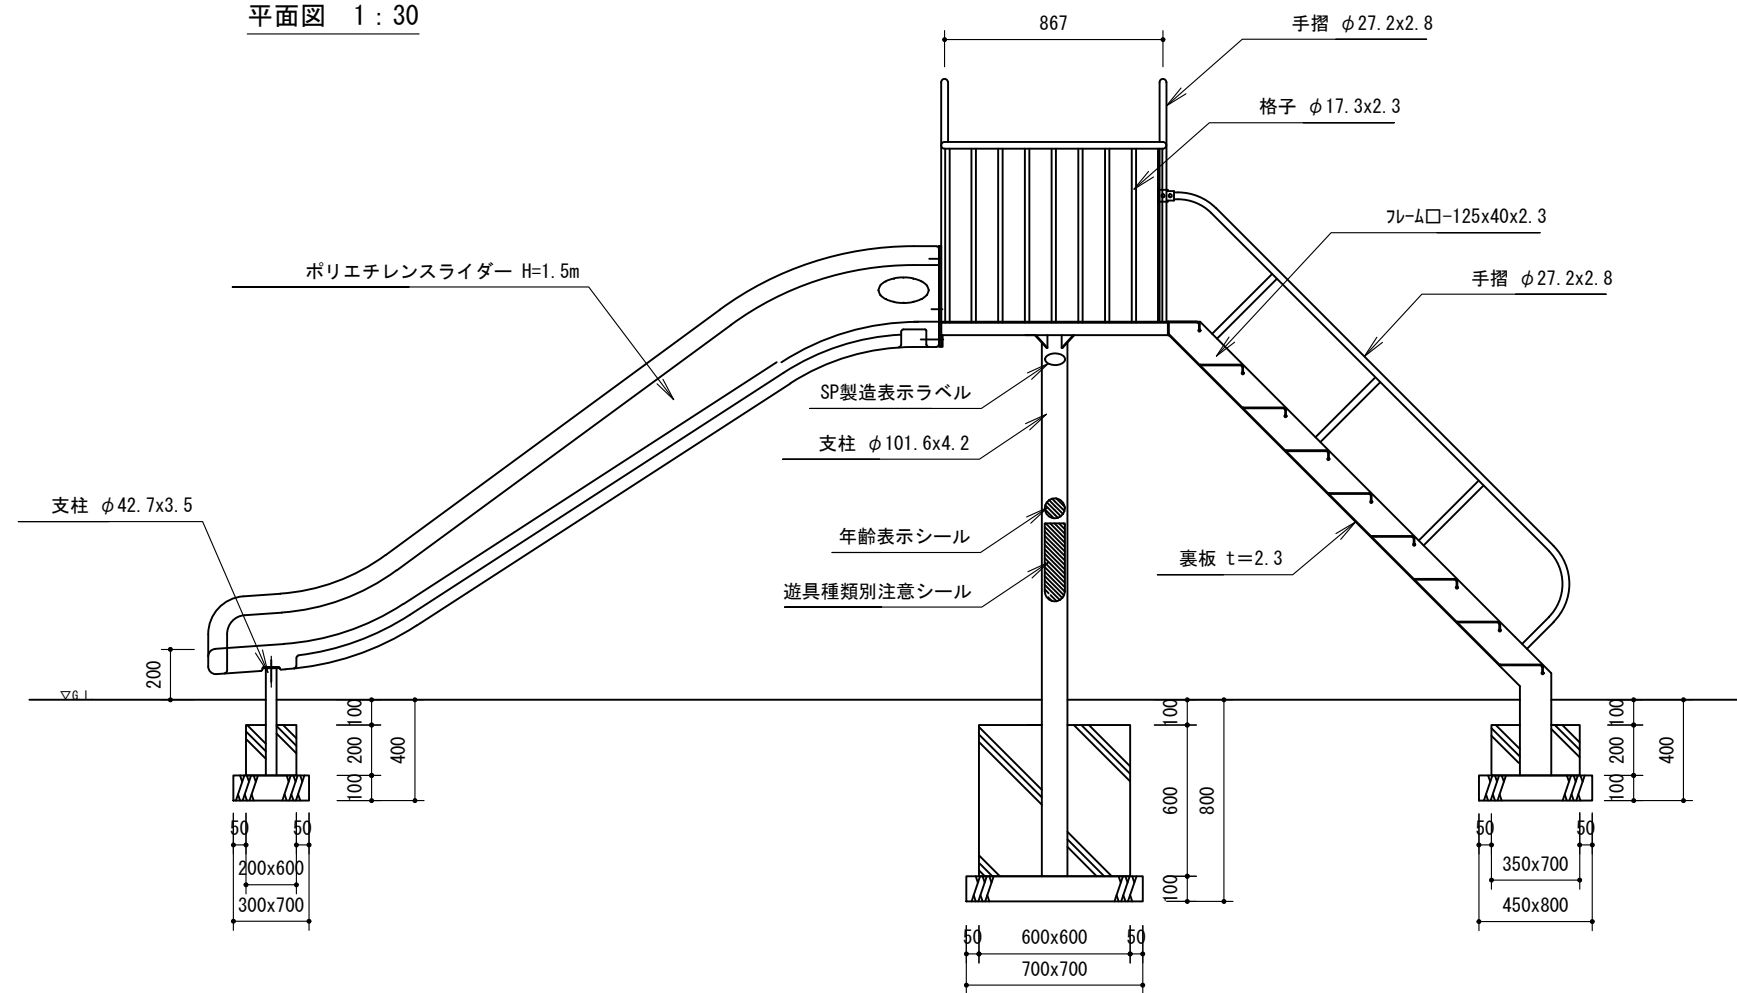 平面図 1:30
867
手摺 φ27.2x2.8
格子 φ17.3x2.3
フレーム□-125x40x2.3
ポリエチレンスライダー H=1.5m
手摺 φ27.2x2.8
SP製造表示ラベル
支柱 φ101.6x4.2
支柱 φ42.7x3.5
年齢表示シール
裏板 t=2.3
遊具種類別注意シール
200
▽G.L
100
200
400
100
100
600
800
100
100
200
400
100
50
50
200x600
300x700
50
50
350x700
450x800
50
600x600
50
700x700